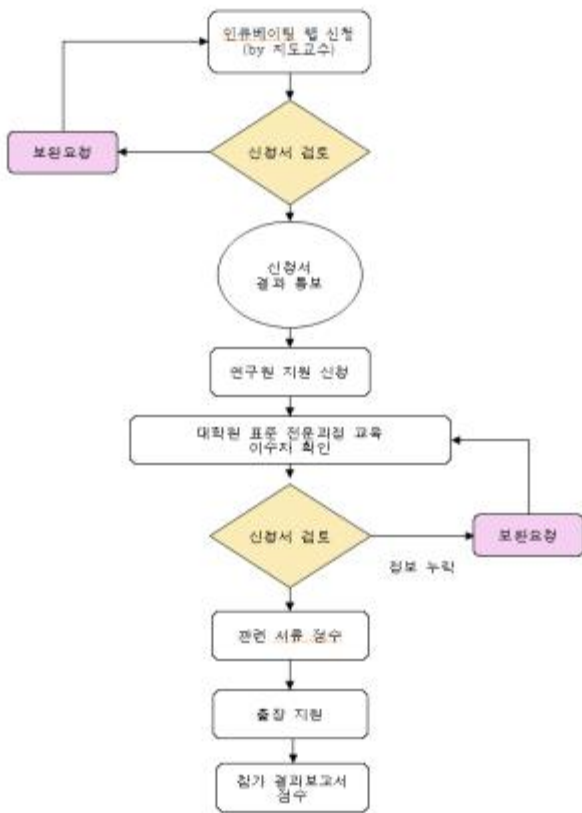 인큐베이팅 랩 신청
(by 지도교수)
보완요청
신청서 검토
신청서
결과 통보
연구원 지원 신청
대학원 표준 전문과정 교육
이수자 확인
신청서 검토
보완요청
정보 누락
관련 서류 접수
출장 지원
참가 결과보고서
접수